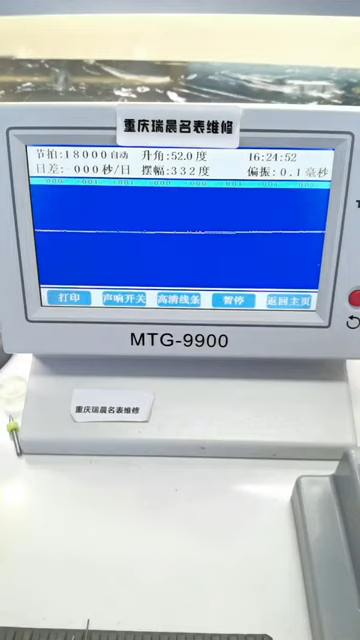 重庆瑞晨名表维修
节拍:18000自动 升角:52.0度 16:24:52
日差:-000秒/日 摆幅:332度 偏振:0.1毫秒
打印 声响开关 高清线条 暂停 返回主页
MTG-9900
重庆瑞晨名表维修